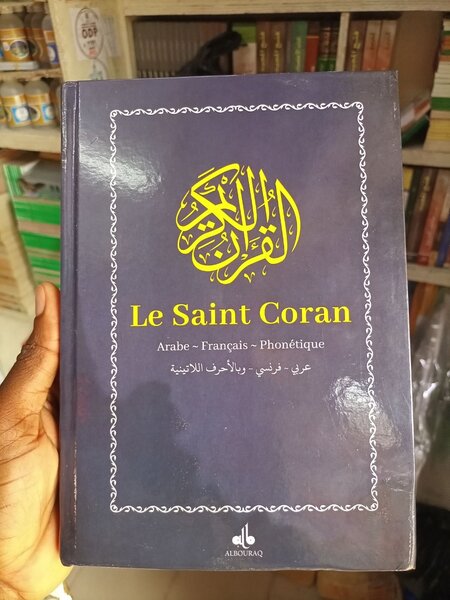 القرآن الكريم
Le Saint Coran
Arabe ~ Français ~ Phonétique
عربي - فرنسي - وبالأحرف اللاتينية
ALBOURAQ